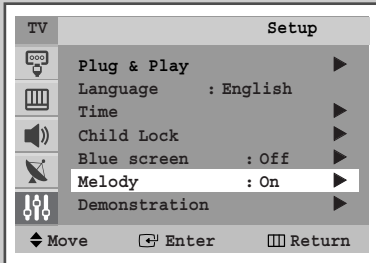 TV Setup
Plug & Play
Language : English
Time
Child Lock
Blue screen : Off
Melody : On
Demonstration
Move Enter Return